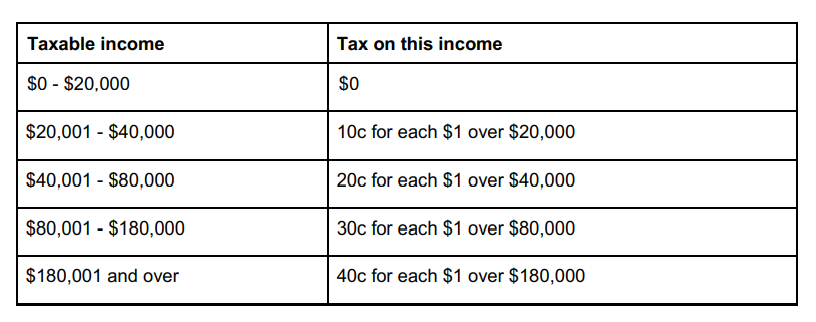 Taxable income Tax on this income
$0 - $20,000 $0
$20,001 - $40,000 10c for each $1 over $20,000
$40,001 - $80,000 20c for each $1 over $40,000
$80,001 - $180,000 30c for each $1 over $80,000
$180,001 and over 40c for each $1 over $180,000